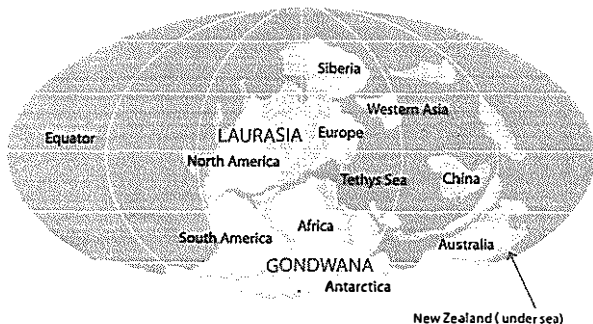 Siberia
Western Asia
Equator
LAURASIA
Europe
North America
Tethys Sea
China
South America
Africa
Australia
GONDWANA
Antarctica
New Zealand ( under sea)